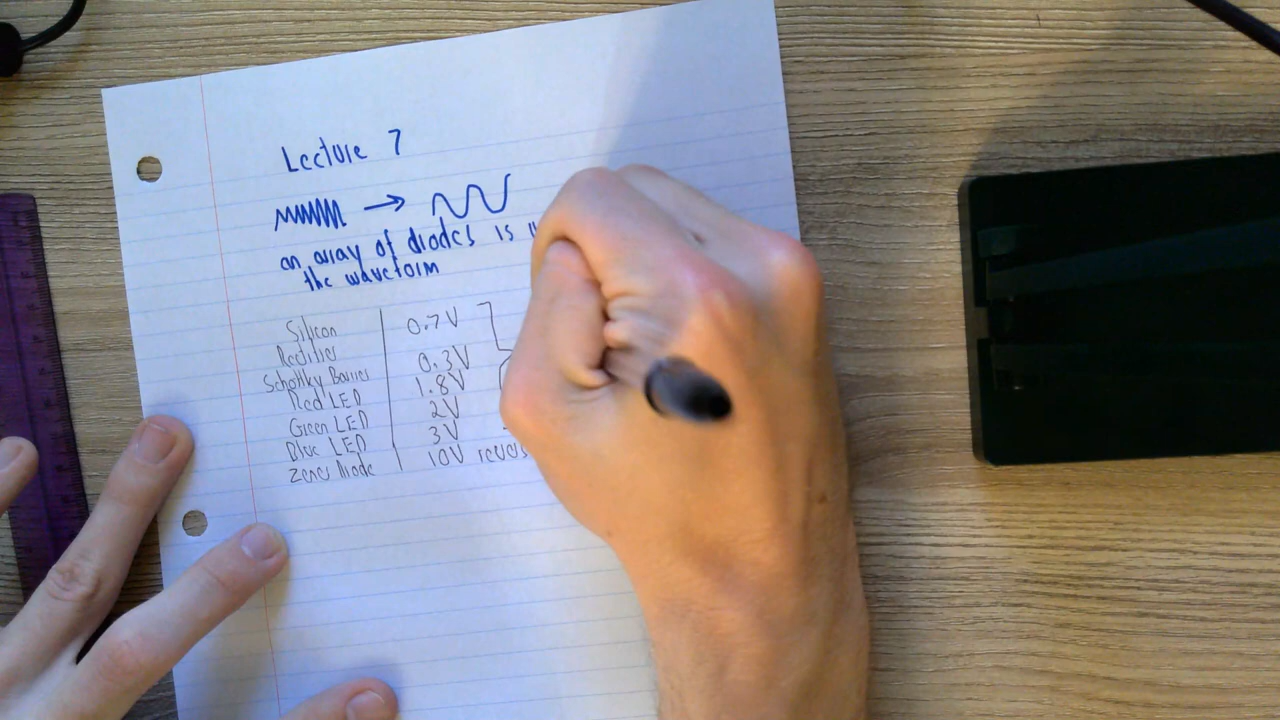 Lecture 7
an array of diodes is
the waveform
Silicon 0.7V
Rectifier
Schottky Barrier 0.3V
Red LED 1.8V
Green LED 2V
Blue LED 3V
Zener Diode 10V